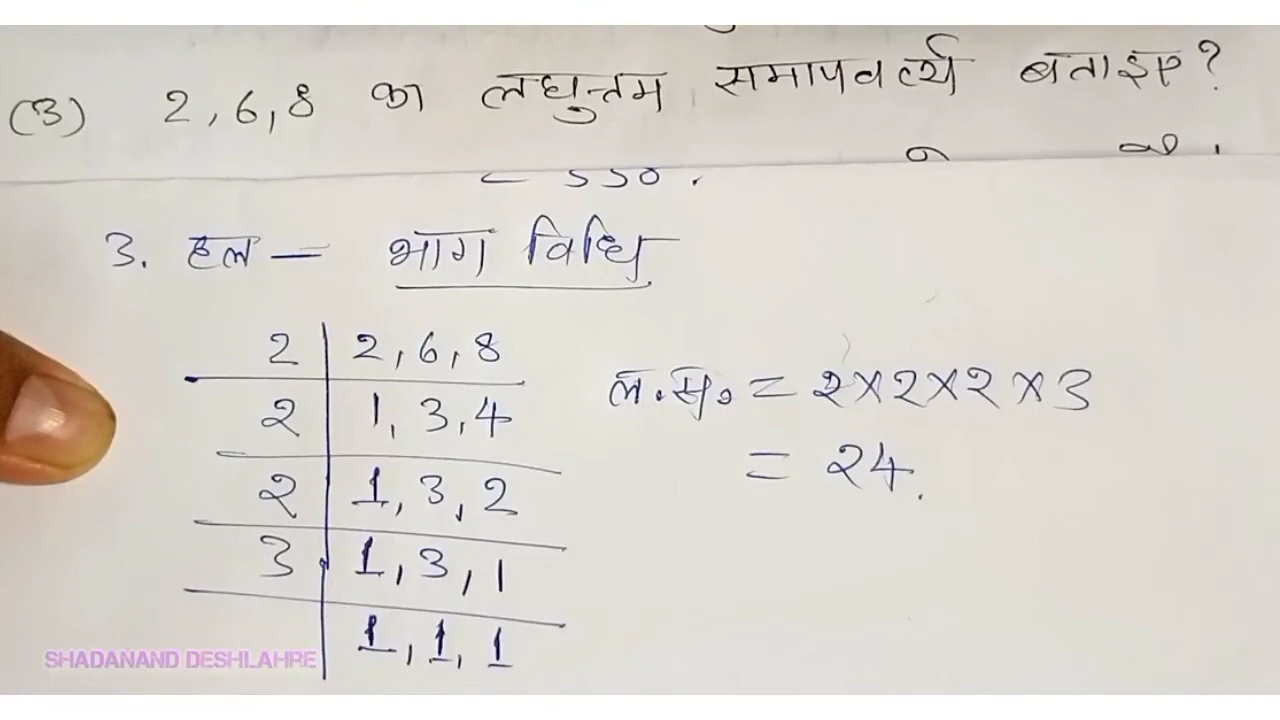 (3) 2, 6, 8 का लघुत्तम समापवर्त्य बताइए?
3. हल — भाग विधि
2 | 2, 6, 8
2 | 1, 3, 4
2 | 1, 3, 2
3 | 1, 3, 1
1, 1, 1
ल.स. = 2×2×2×3
= 24.
SHADANAND DESHLAHRE